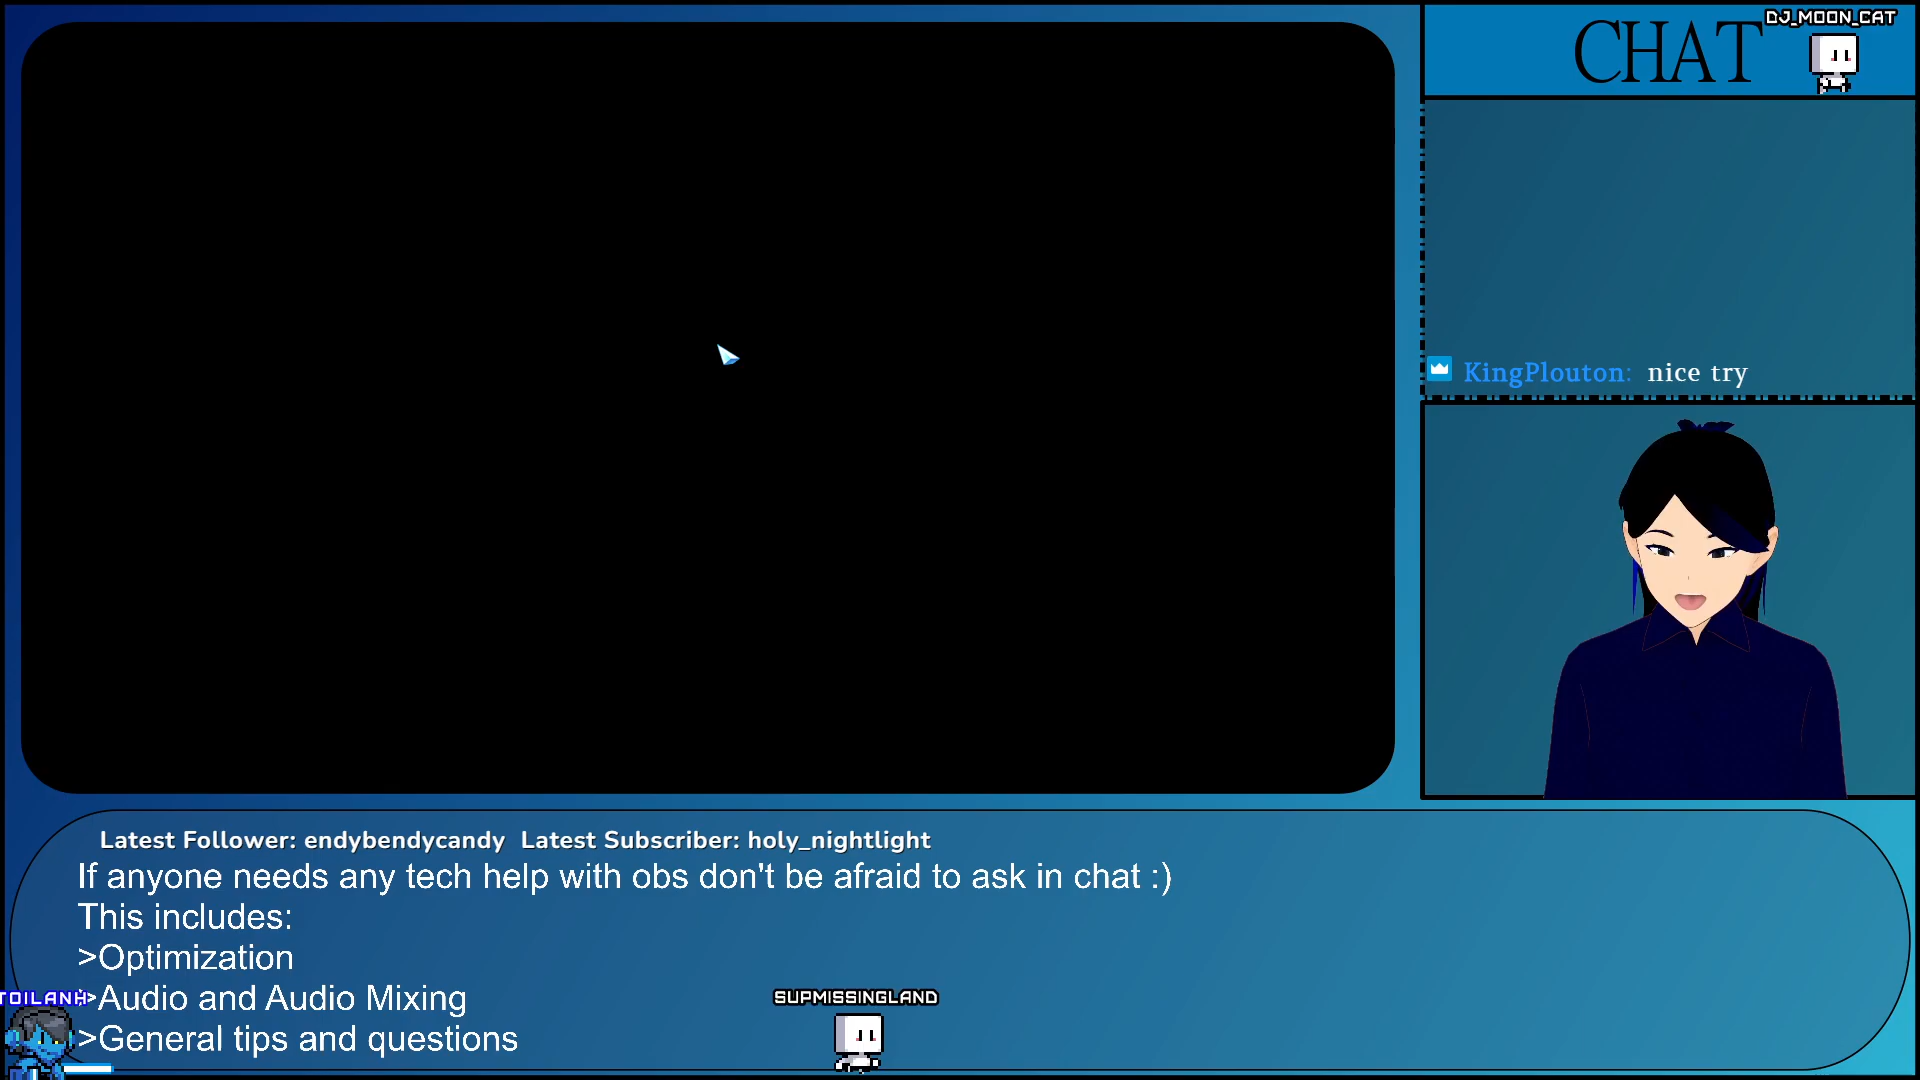 CHAT
DJ_MOON_CAT
KingPlouton: nice try
Latest Follower: endybendycandy Latest Subscriber: holy_nightlight
If anyone needs any tech help with obs don't be afraid to ask in chat :)
This includes:
>Optimization
>Audio and Audio Mixing
>General tips and questions
TOILANH
SUPMISSINGLAND